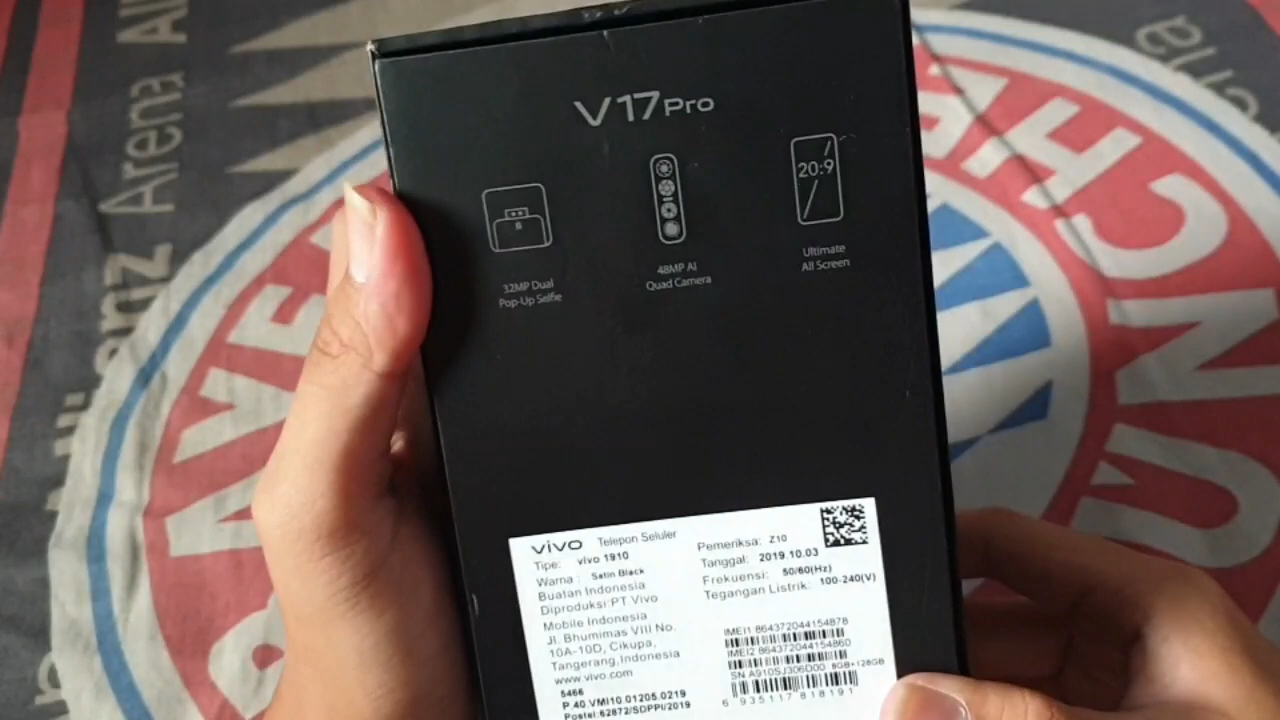 V17Pro
32MP Dual
Pop-Up Selfie
48MP AI
Quad Camera
20:9
Ultimate
All Screen
vivo Telepon Seluler
Tipe: vivo 1910
Warna : Satin Black
Buatan Indonesia
Diproduksi:PT Vivo
Mobile Indonesia
Jl. Bhumimas VIII No.
10A-10D, Cikupa,
Tangerang,Indonesia
www.vivo.com
5466
P.40.VMI10.01205.0219
Postel:62872/SDPPI/2019
Pemeriksa: Z10
Tanggal: 2019.10.03
Frekuensi: 50/60(Hz)
Tegangan Listrik: 100-240(V)
IMEI1 864372044154878
IMEI2 864372044154860
SN A910SJ306D00 8GB+128GB
6 935117 818191
Allianz Arena All
BAYERN
MÜNCHEN